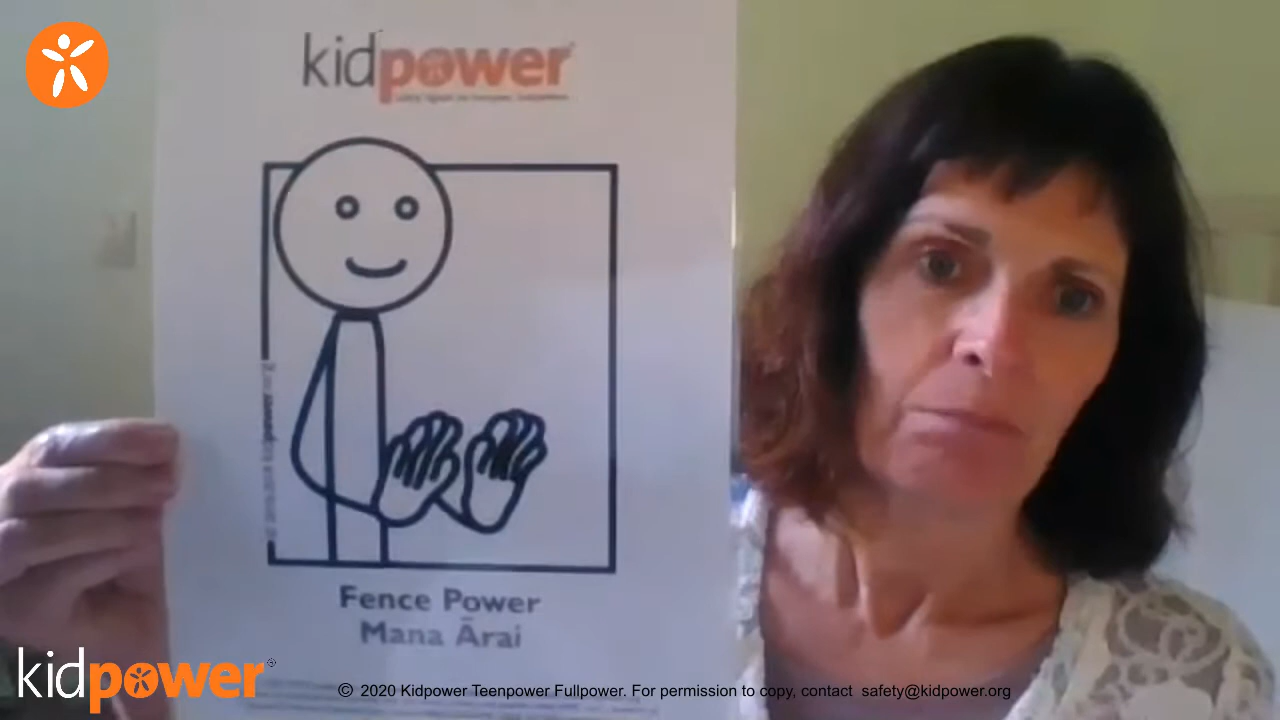 kidpower
Fence Power
Mana Ārai
kidpower
© 2020 Kidpower Teenpower Fullpower. For permission to copy, contact safety@kidpower.org